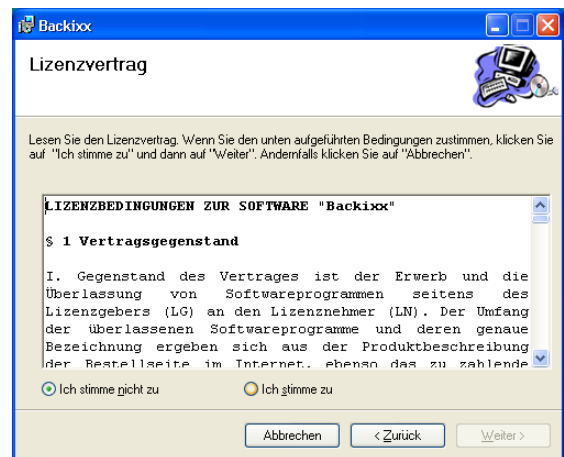 Backixx
Lizenzvertrag
Lesen Sie den Lizenzvertrag. Wenn Sie den unten aufgeführten Bedingungen zustimmen, klicken Sie
auf "Ich stimme zu" und dann auf "Weiter". Andernfalls klicken Sie auf "Abbrechen".
LIZENZBEDINGUNGEN ZUR SOFTWARE "Backixx"
§ 1 Vertragsgegenstand
I. Gegenstand des Vertrages ist der Erwerb und die
Überlassung von Softwareprogrammen seitens des
Lizenzgebers (LG) an den Lizenznehmer (LN). Der Umfang
der überlassenen Softwareprogramme und deren genaue
Bezeichnung ergeben sich aus der Produktbeschreibung
der Bestellseite im Internet, ebenso das zu zahlende
Ich stimme nicht zu Ich stimme zu
Abbrechen < Zurück Weiter >